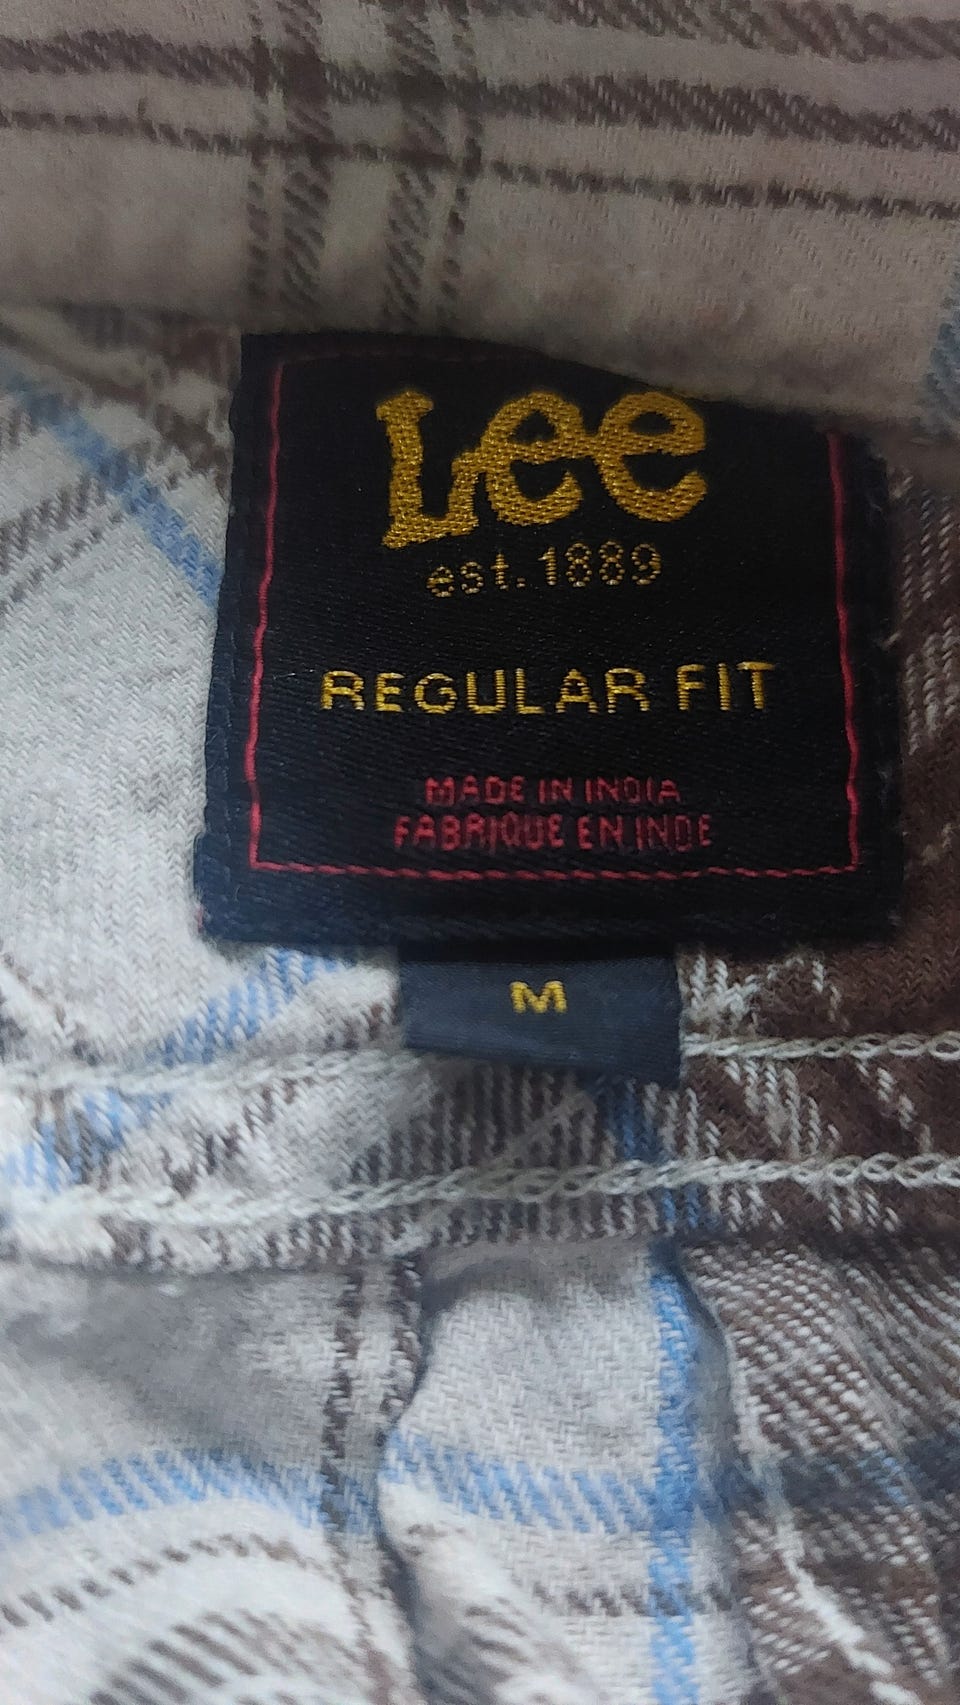 Lee
est. 1889
REGULAR FIT
MADE IN INDIA
FABRIQUE EN INDE
M